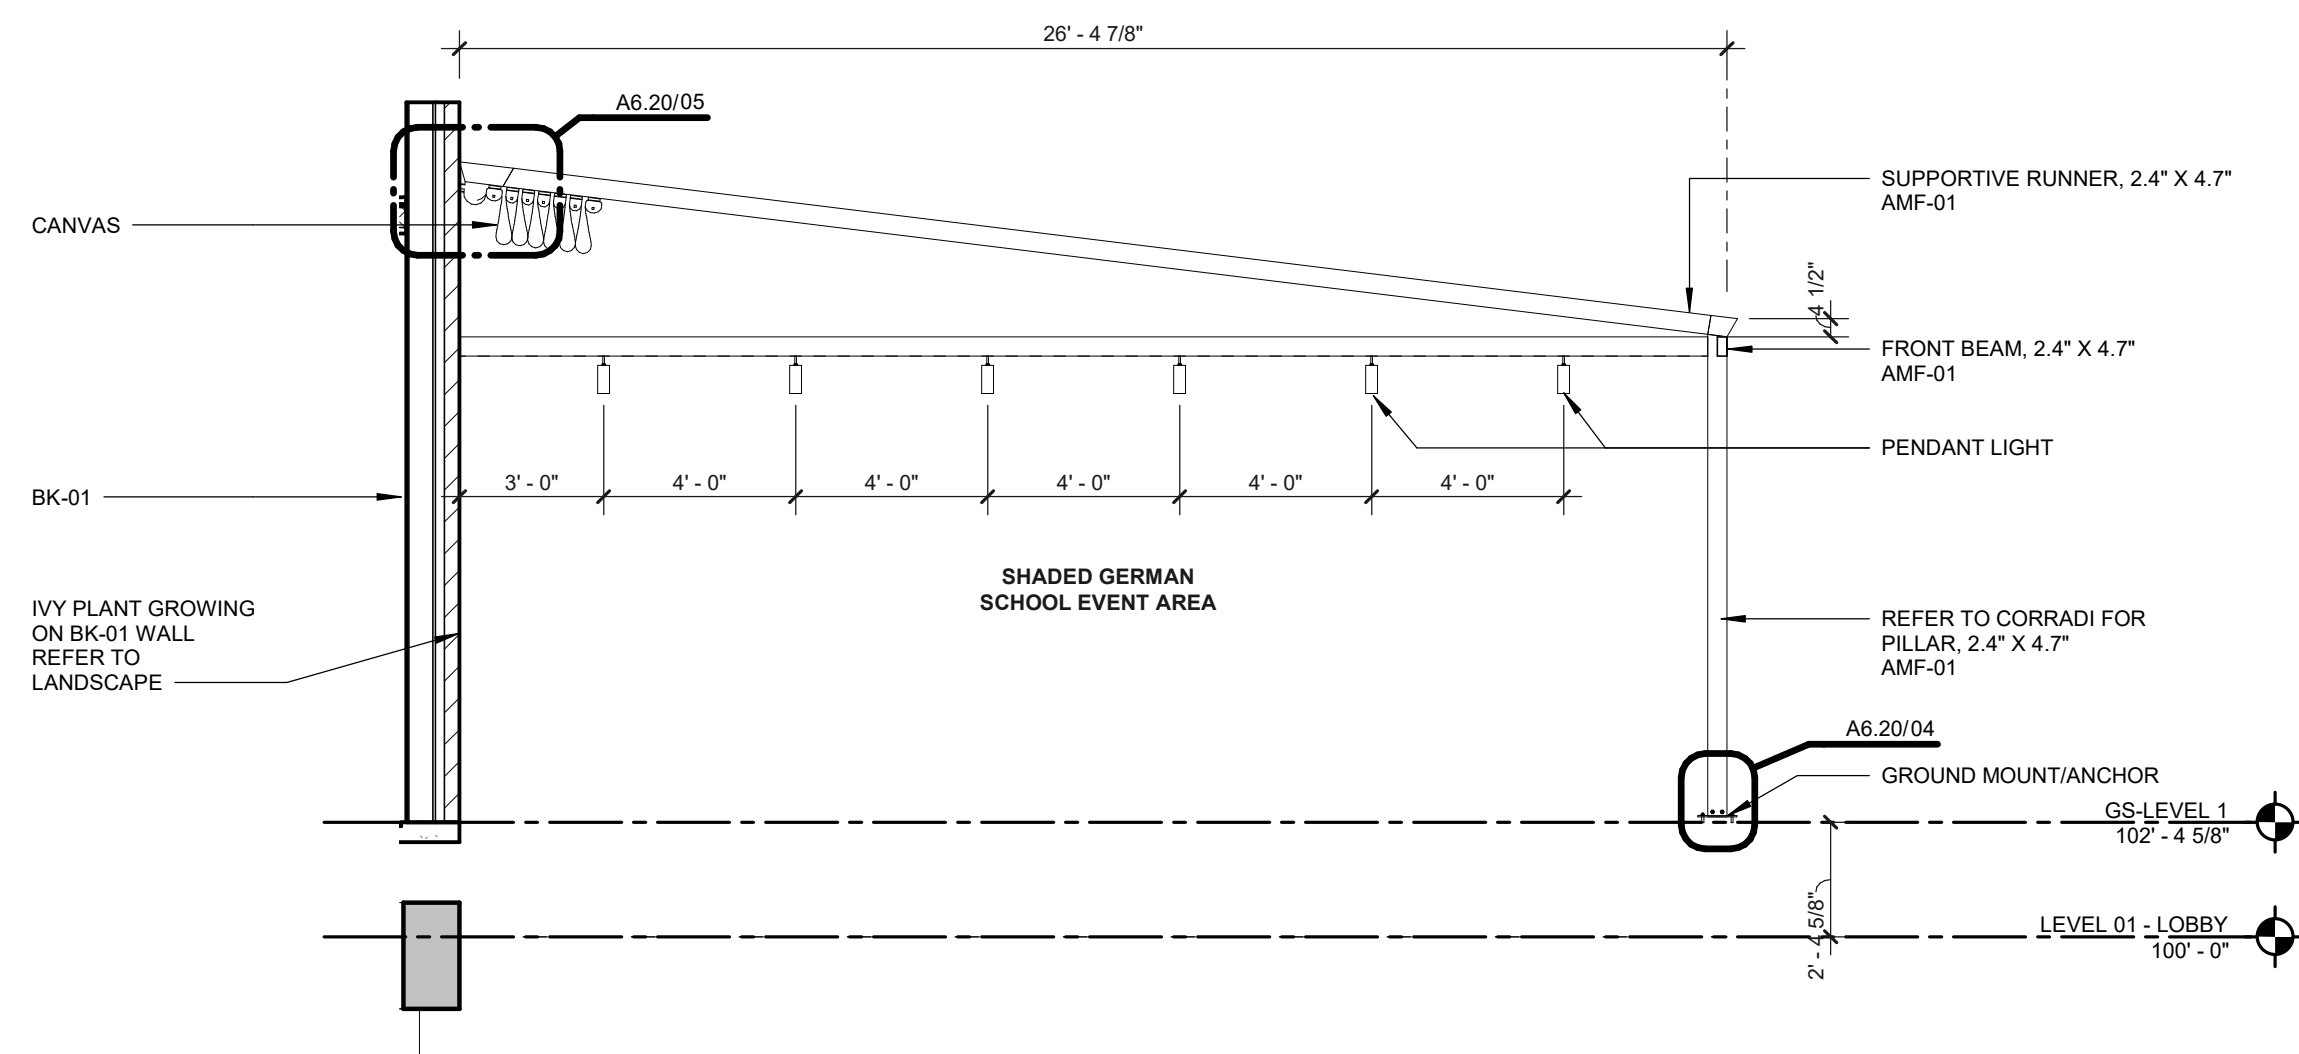 26' - 4 7/8"
A6.20/05
SUPPORTIVE RUNNER, 2.4" X 4.7"
AMF-01
CANVAS
4 1/2"
FRONT BEAM, 2.4" X 4.7"
AMF-01
PENDANT LIGHT
3' - 0"
4' - 0"
4' - 0"
4' - 0"
4' - 0"
4' - 0"
BK-01
SHADED GERMAN
SCHOOL EVENT AREA
IVY PLANT GROWING
ON BK-01 WALL
REFER TO
LANDSCAPE
REFER TO CORRADI FOR
PILLAR, 2.4" X 4.7"
AMF-01
A6.20/04
GROUND MOUNT/ANCHOR
GS-LEVEL 1
102' - 4 5/8"
2' - 4 5/8"
LEVEL 01 - LOBBY
100' - 0"